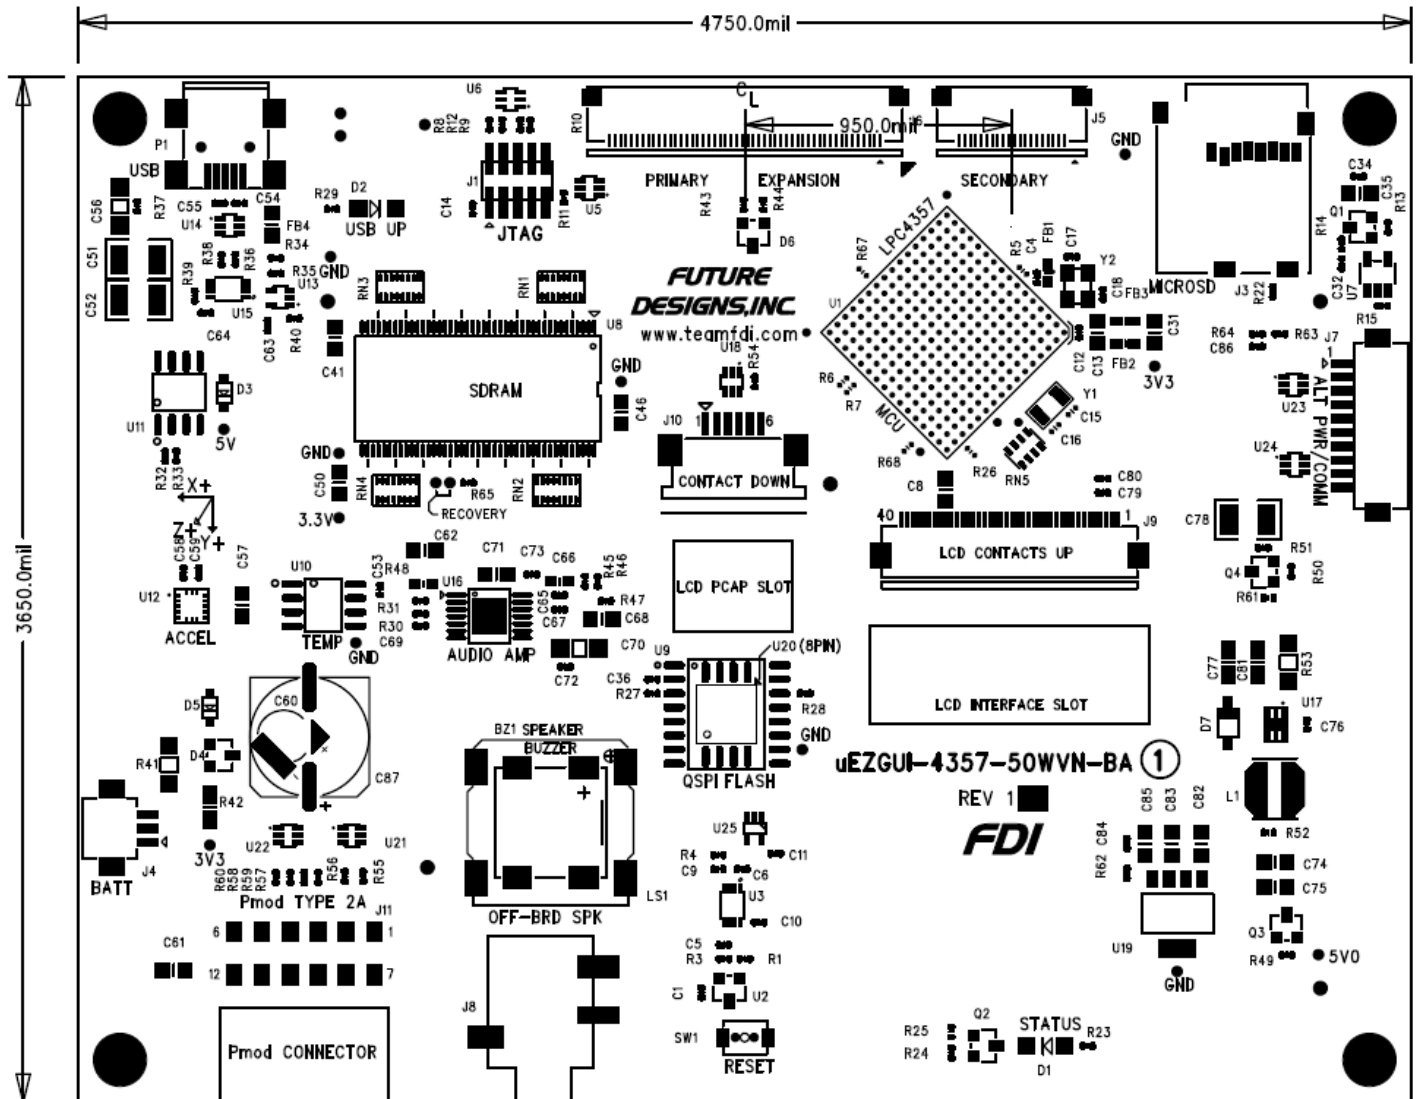 4750.0mil
3650.0mil
950.0mil
C
L
U6
R8
R12
R9
R10
J6
J5
GND
P1
USB
C56
R37
C55
C54
U14
FB4
R29
D2
USB UP
C14
J1
JTAG
R11
U5
PRIMARY EXPANSION
SECONDARY
R43
R44
D6
C34
C35
Q1
R13
R14
C51
C52
R38
R39
R36
R34
R35
U13
U15
GND
R40
C63
C64
RN3
RN1
FUTURE
DESIGNS,INC
www.teamfdi.com
U8
C41
SDRAM
GND
C46
U18
R54
R67
LPC4357
U1
MCU
R5
C4
FB1
C17
Y2
C18
FB3
MICROSD
J3
R22
C32
U7
C12
C13
FB2
C31
3V3
R64
R63
C86
R15
J7
1
ALT PWR/COMM
U23
U24
U11
D3
5V
R32
R33
X+
Z+
Y+
GND
C50
3.3V
RN4
RN2
R65
RECOVERY
J10
1
6
CONTACT DOWN
R6
R7
R68
R26
RN5
Y1
C15
C16
C8
C80
C79
40
1
J9
LCD CONTACTS UP
C78
R51
Q4
R50
R61
C58
C59
C57
U12
ACCEL
U10
TEMP
C53
R48
R31
R30
C69
GND
C62
U16
C71
C73
C66
C65
C67
R45
R46
R47
C68
AUDIO AMP
C70
C72
LCD PCAP SLOT
U9
U20(8PIN)
C36
R27
R28
GND
QSPI FLASH
LCD INTERFACE SLOT
C77
C81
R53
D7
U17
C76
D5
C60
D4
R41
R42
C87
3V3
J4
BATT
U22
U21
R60
R58
R59
R57
R56
R55
Pmod TYPE 2A
J11
6
1
12
7
C61
Pmod CONNECTOR
BZ1
SPEAKER
BUZZER
LS1
OFF-BRD SPK
J8
uEZGUI-4357-50WVN-BA 1
REV 1
FDI
U25
R4
C9
C11
C6
U3
C10
C5
R3
R1
C1
U2
SW1
RESET
C85
C83
C82
C84
R62
U19
GND
L1
R52
C74
C75
Q3
R49
5V0
Q2
R25
R24
STATUS
R23
D1